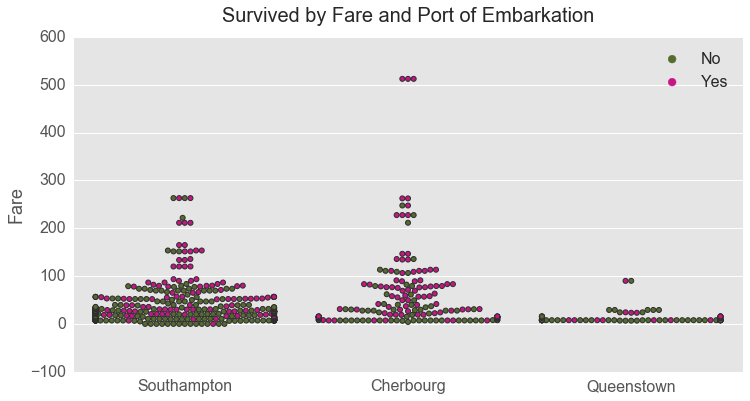 Survived by Fare and Port of Embarkation
600
500
400
300
200
100
0
−100
Fare
No
Yes
Southampton Cherbourg Queenstown